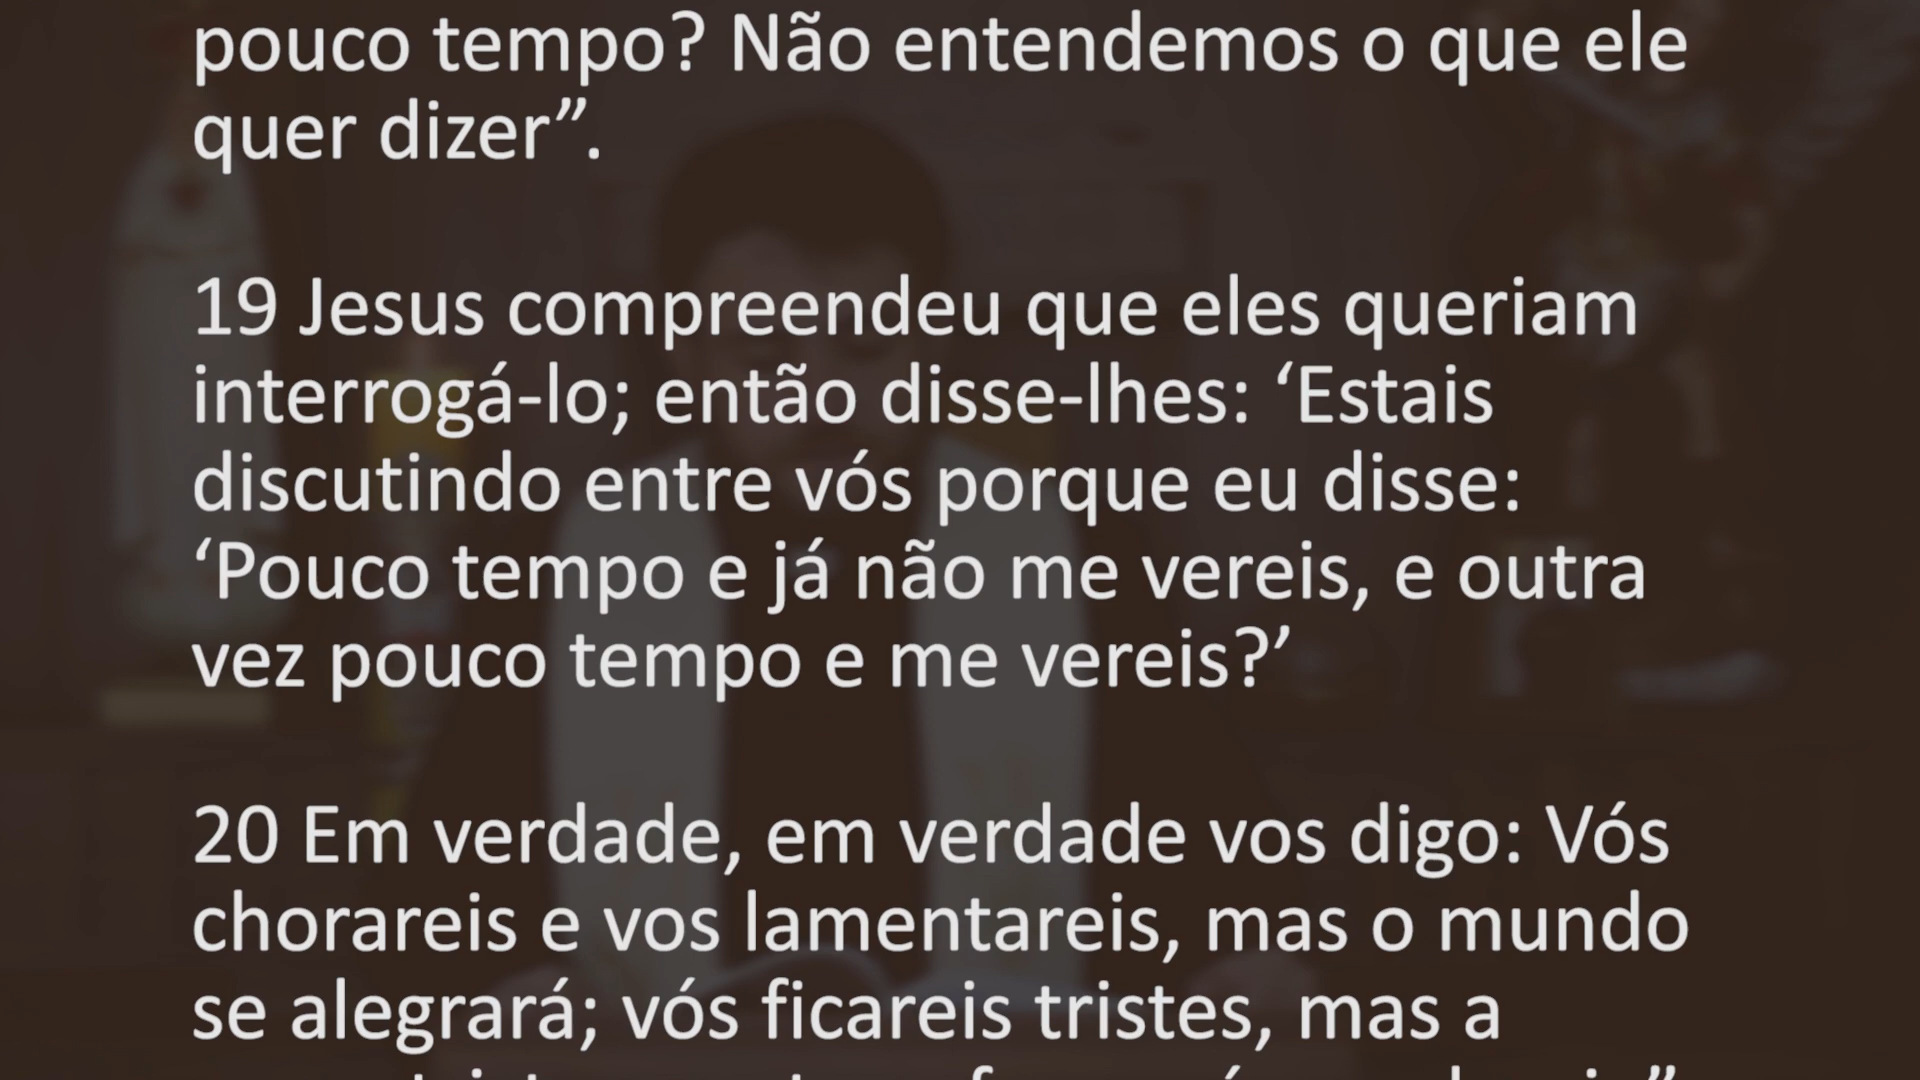 pouco tempo? Não entendemos o que ele
quer dizer”.
19 Jesus compreendeu que eles queriam
interrogá-lo; então disse-lhes: ‘Estais
discutindo entre vós porque eu disse:
‘Pouco tempo e já não me vereis, e outra
vez pouco tempo e me vereis?’
20 Em verdade, em verdade vos digo: Vós
chorareis e vos lamentareis, mas o mundo
se alegrará; vós ficareis tristes, mas a